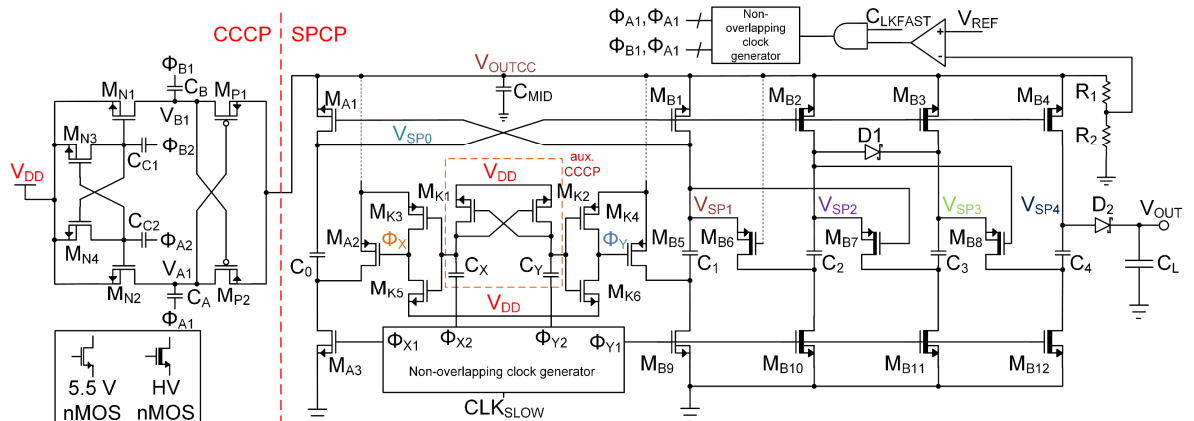 CCCP
SPCP
Φ_A1,Φ_A1
Φ_B1,Φ_A1
Non-
overlapping
clock
generator
C_LKFAST
V_REF
+
-
V_OUTCC
C_MID
Φ_B1
C_B
M_N1
M_P1
V_B1
M_N3
Φ_B2
C_C1
V_DD
C_C2
Φ_A2
M_N4
V_A1
M_N2
C_A
M_P2
Φ_A1
5.5 V
nMOS
HV
nMOS
M_A1
V_SP0
M_B1
M_B2
M_B3
M_B4
R_1
R_2
D1
aux.
CCCP
V_DD
M_K1
M_K2
M_K3
M_K4
M_A2
Φ_X
Φ_Y
M_B5
V_SP1
V_SP2
V_SP3
V_SP4
D_2
V_OUT
M_B6
M_B7
M_B8
C_0
C_X
C_Y
C_1
C_2
C_3
C_4
C_L
M_K5
M_K6
V_DD
Φ_X1
Φ_X2
Φ_Y2
Φ_Y1
M_A3
Non-overlapping clock generator
M_B9
M_B10
M_B11
M_B12
CLK_SLOW